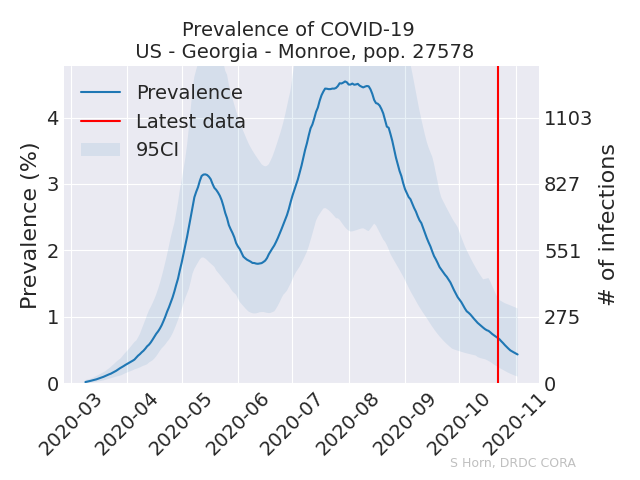 Prevalence of COVID-19
US - Georgia - Monroe, pop. 27578
Prevalence
Latest data
95CI
Prevalence (%)
4
3
2
1
0
1103
827
551
275
0
# of infections
2020-03
2020-04
2020-05
2020-06
2020-07
2020-08
2020-09
2020-10
2020-11
S Horn, DRDC CORA